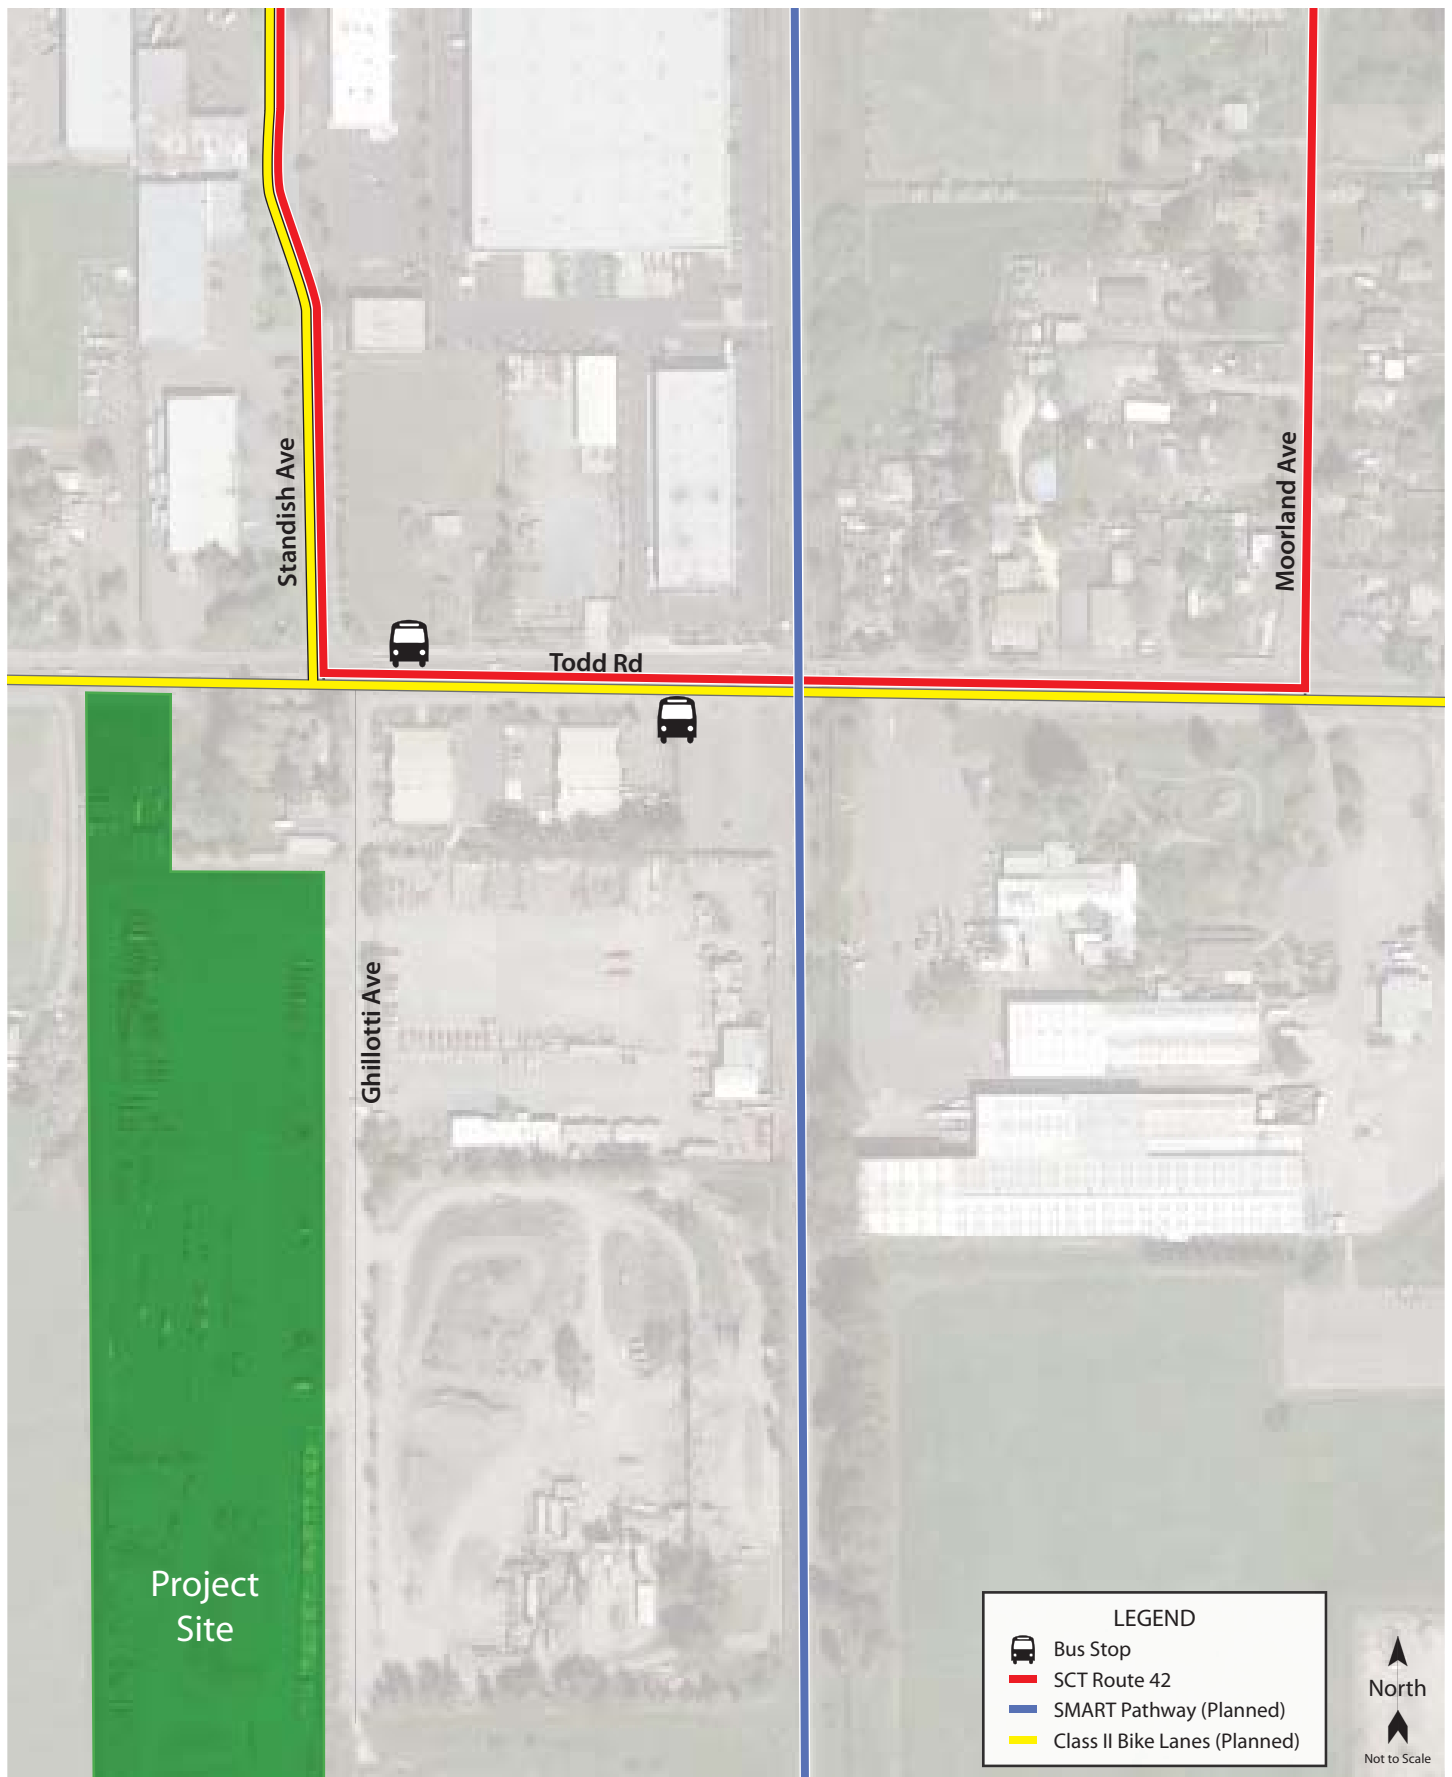 Standish Ave
Moorland Ave
Todd Rd
Ghillotti Ave
Project
Site
LEGEND
Bus Stop
SCT Route 42
SMART Pathway (Planned)
Class II Bike Lanes (Planned)
North
Not to Scale